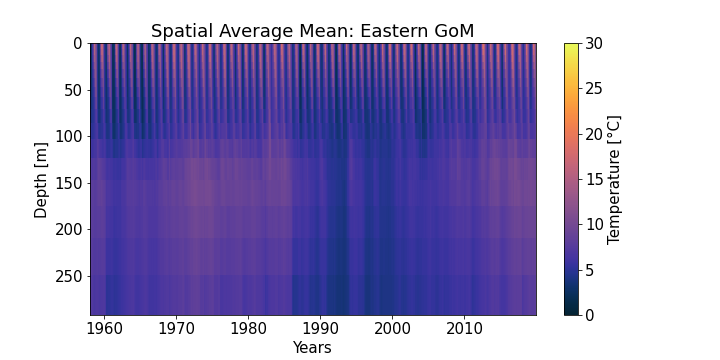 Spatial Average Mean: Eastern GoM
0
50
100
150
200
250
Depth [m]
1960 1970 1980 1990 2000 2010
Years
30
25
20
15
10
5
0
Temperature [°C]